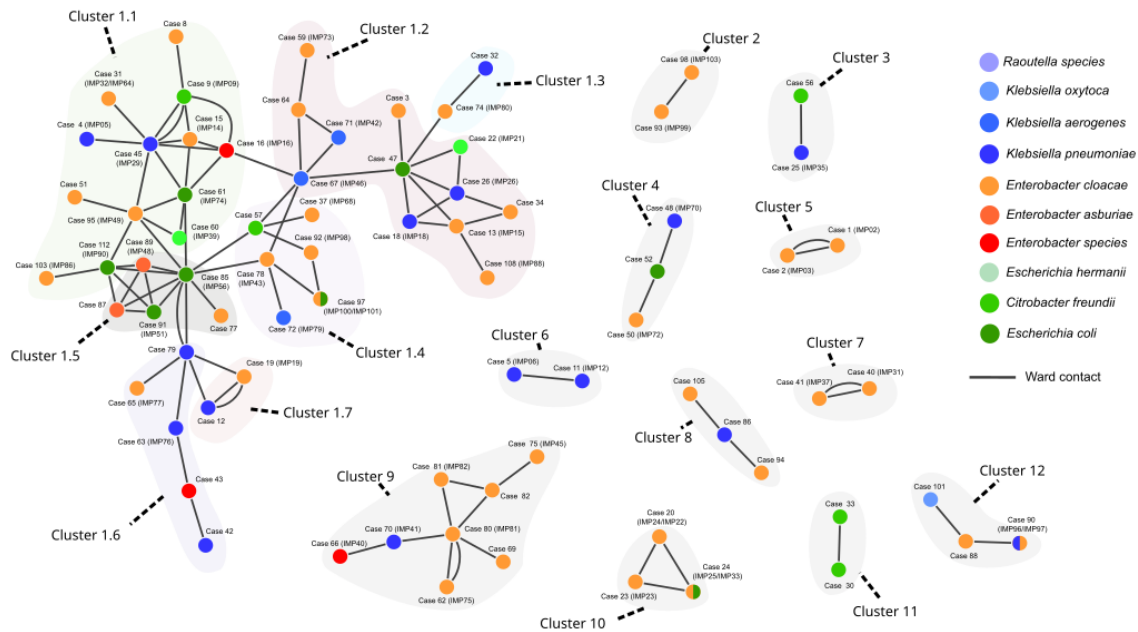 Cluster 1.1
Case 8
Case 31
(IMP32/IMP64)
Case 9 (IMP09)
Case 15
(IMP14)
Case 4 (IMP05)
Case 45
(IMP29)
Case 16 (IMP16)
Case 51
Case 61
(IMP74)
Case 95 (IMP49)
Case 60
(IMP39)
Case 112
(IMP90)
Case 89
(IMP48)
Case 103 (IMP86)
Case 85
(IMP56)
Case 87
Case 91
(IMP51)
Case 77
Cluster 1.5
Cluster 1.2
Case 59 (IMP73)
Case 64
Case 71 (IMP42)
Case 67 (IMP46)
Case 3
Case 47
Case 22 (IMP21)
Case 26 (IMP26)
Case 34
Case 18 (IMP18)
Case 13 (IMP15)
Case 108 (IMP88)
Cluster 1.3
Case 32
Case 74 (IMP80)
Case 57
Case 37 (IMP68)
Case 92 (IMP98)
Case 78
(IMP43)
Case 97
(IMP100/IMP101)
Case 72 (IMP79)
Cluster 1.4
Case 79
Case 19 (IMP19)
Case 65 (IMP77)
Case 12
Cluster 1.7
Case 63 (IMP76)
Case 43
Case 42
Cluster 1.6
Cluster 2
Case 98 (IMP103)
Case 93 (IMP99)
Cluster 3
Case 56
Case 25 (IMP35)
Cluster 4
Case 48 (IMP70)
Case 52
Case 50 (IMP72)
Cluster 5
Case 1 (IMP02)
Case 2 (IMP03)
Cluster 6
Case 5 (IMP06)
Case 11 (IMP12)
Cluster 7
Case 40 (IMP31)
Case 41 (IMP37)
Cluster 8
Case 105
Case 86
Case 94
Cluster 9
Case 75 (IMP45)
Case 81 (IMP82)
Case 82
Case 70 (IMP41)
Case 80 (IMP81)
Case 66 (IMP40)
Case 69
Case 62 (IMP75)
Case 20
(IMP24/IMP22)
Case 24
(IMP25/IMP33)
Case 23 (IMP23)
Cluster 10
Case 33
Case 30
Cluster 11
Cluster 12
Case 101
Case 90
(IMP96/IMP97)
Case 88
Raoutella species
Klebsiella oxytoca
Klebsiella aerogenes
Klebsiella pneumoniae
Enterobacter cloacae
Enterobacter asburiae
Enterobacter species
Escherichia hermanii
Citrobacter freundii
Escherichia coli
Ward contact